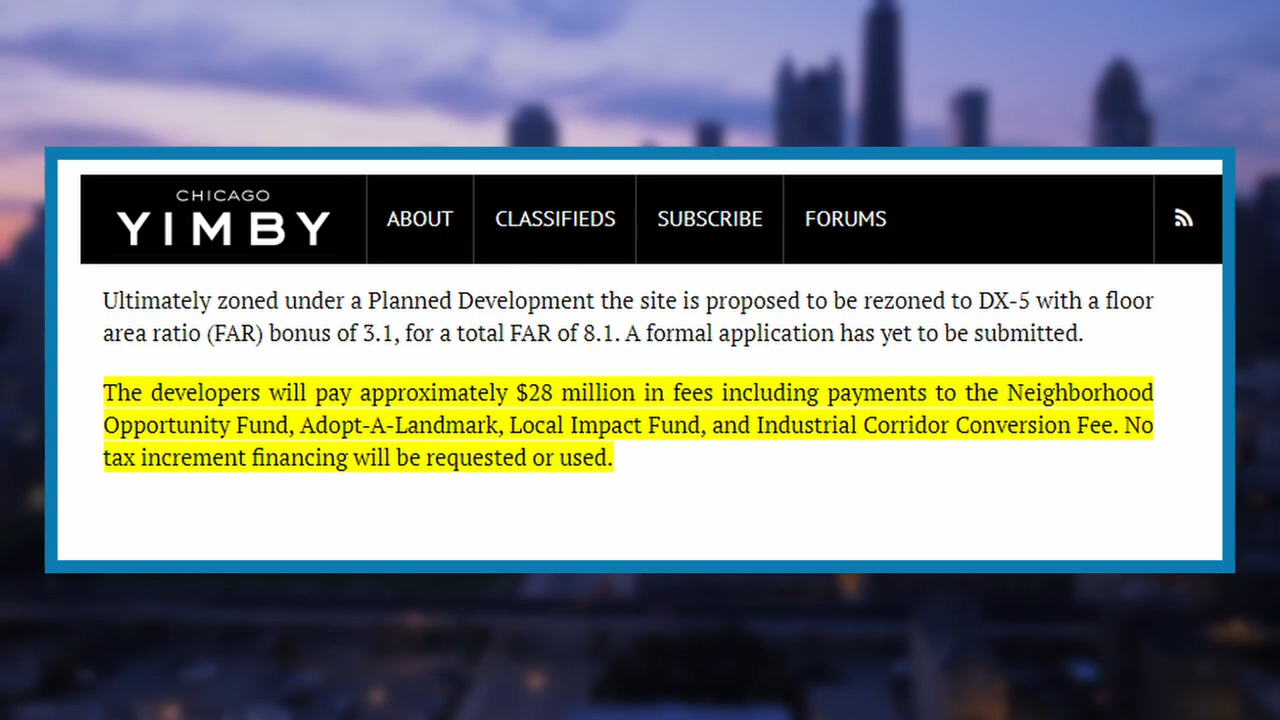 CHICAGO
YIMBY
ABOUT
CLASSIFIEDS
SUBSCRIBE
FORUMS
Ultimately zoned under a Planned Development the site is proposed to be rezoned to DX-5 with a floor
area ratio (FAR) bonus of 3.1, for a total FAR of 8.1. A formal application has yet to be submitted.
The developers will pay approximately $28 million in fees including payments to the Neighborhood
Opportunity Fund, Adopt-A-Landmark, Local Impact Fund, and Industrial Corridor Conversion Fee. No
tax increment financing will be requested or used.